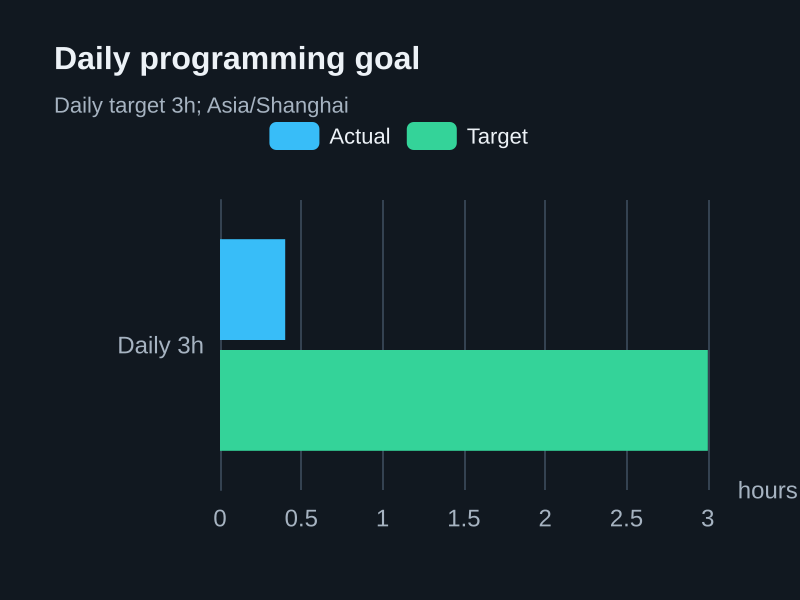 Daily programming goal
Daily target 3h; Asia/Shanghai
Actual Target
Daily 3h
hours
0 0.5 1 1.5 2 2.5 3